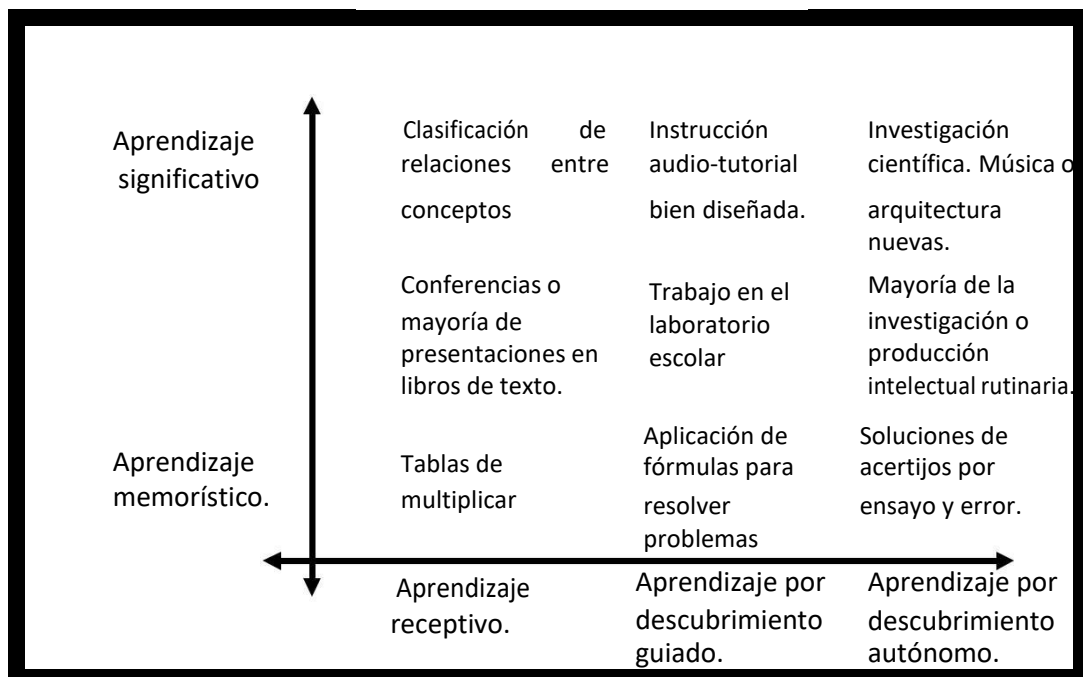 Aprendizaje
significativo
Clasificación de
relaciones entre
conceptos
Instrucción
audio-tutorial
bien diseñada.
Investigación
científica. Música o
arquitectura
nuevas.
Conferencias o
mayoría de
presentaciones en
libros de texto.
Trabajo en el
laboratorio
escolar
Mayoría de la
investigación o
producción
intelectual rutinaria.
Aprendizaje
memorístico.
Tablas de
multiplicar
Aplicación de
fórmulas para
resolver
problemas
Soluciones de
acertijos por
ensayo y error.
Aprendizaje
receptivo.
Aprendizaje por
descubrimiento
guiado.
Aprendizaje por
descubrimiento
autónomo.